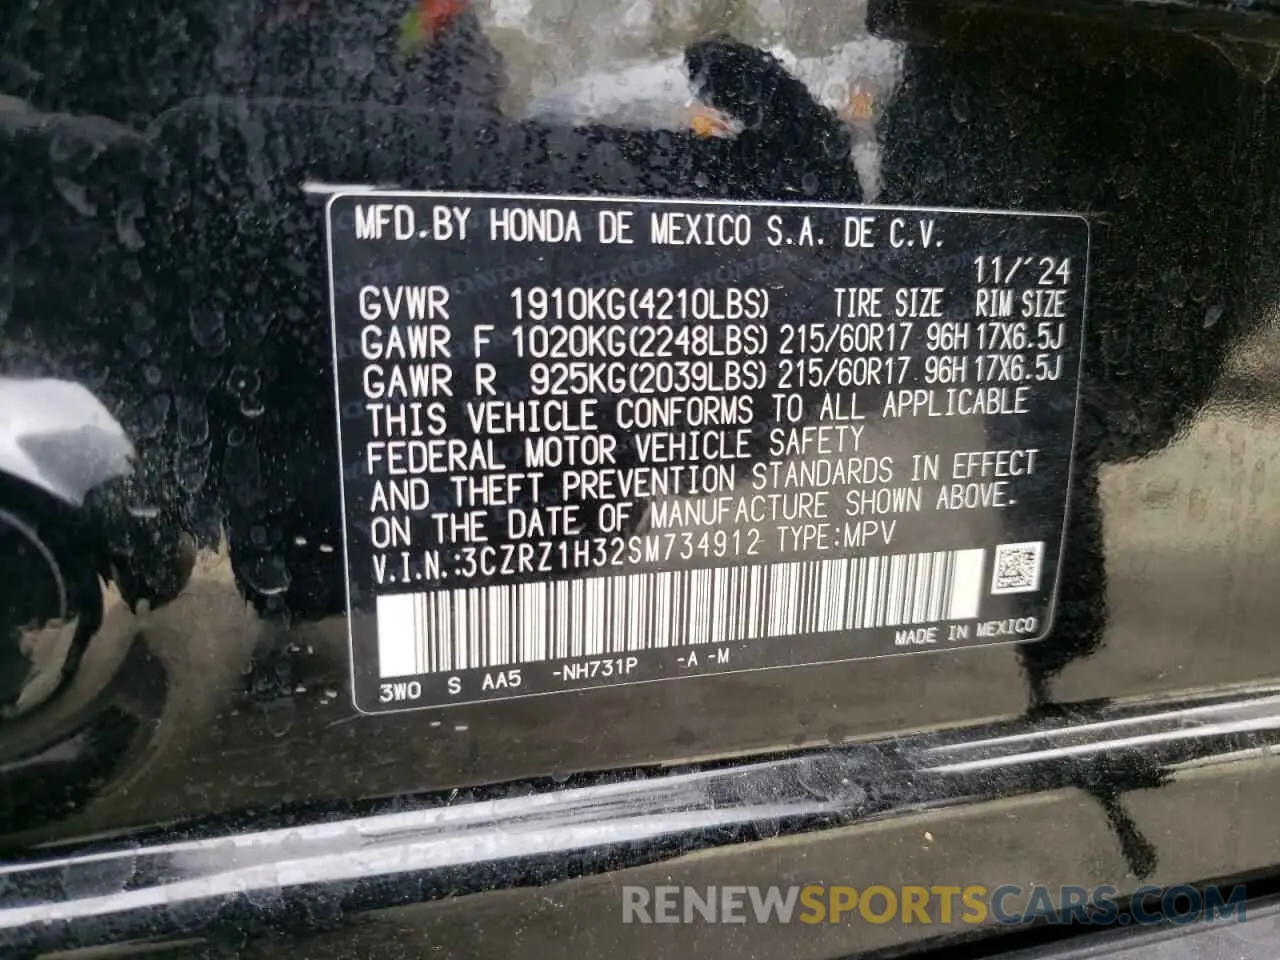 MFD.BY HONDA DE MEXICO S.A. DE C.V.
11/´24
GVWR 1910KG(4210LBS) TIRE SIZE RIM SIZE
GAWR F 1020KG(2248LBS) 215/60R17 96H 17X6.5J
GAWR R 925KG(2039LBS) 215/60R17 96H 17X6.5J
THIS VEHICLE CONFORMS TO ALL APPLICABLE
FEDERAL MOTOR VEHICLE SAFETY
AND THEFT PREVENTION STANDARDS IN EFFECT
ON THE DATE OF MANUFACTURE SHOWN ABOVE.
V.I.N.:3CZRZ1H32SM734912 TYPE:MPV
MADE IN MEXICO
3W0 S AA5 -NH731P -A -M
RENEWSPORTSCARS.COM